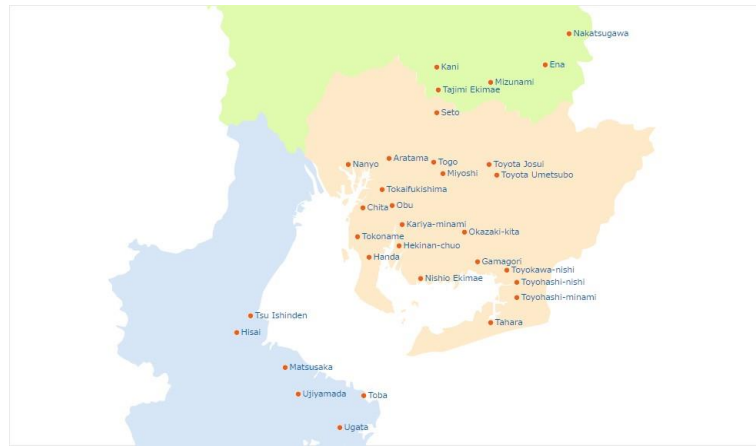 Nakatsugawa
Kani
Ena
Mizunami
Tajimi Ekimae
Seto
Nanyo
Aratama
Togo
Toyota Josui
Miyoshi
Toyota Umetsubo
Tokaifukishima
Chita
Obu
Kariya-minami
Okazaki-kita
Tokoname
Hekinan-chuo
Handa
Gamagori
Toyokawa-nishi
Nishio Ekimae
Toyohashi-nishi
Toyohashi-minami
Tsu Ishinden
Tahara
Hisai
Matsusaka
Ujiyamada
Toba
Ugata